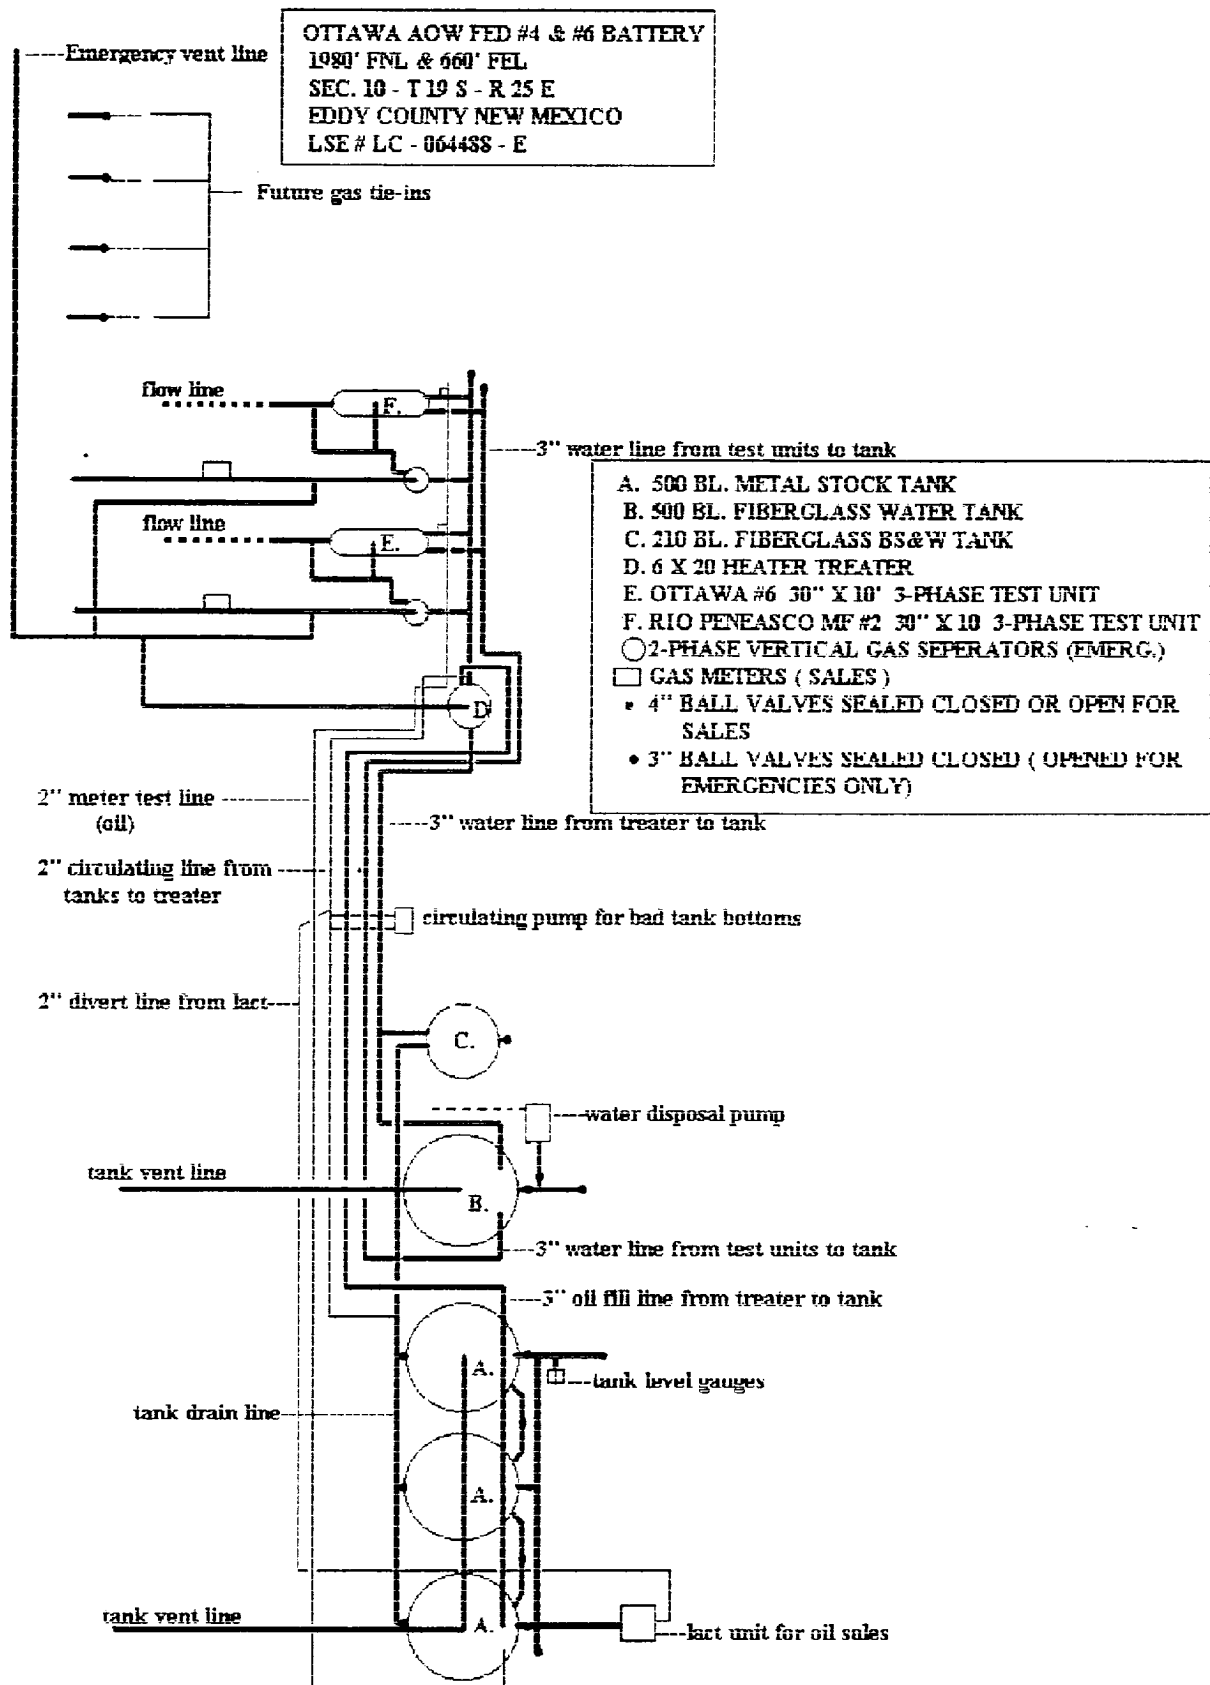 OTTAWA AOW FED #4 & #6 BATTERY
1980' FNL & 660' FEL
SEC. 10 - T 19 S - R 25 E
EDDY COUNTY NEW MEXICO
LSE # LC - 064488 - E
Emergency vent line
Future gas tie-ins
flow line
F.
3" water line from test units to tank
flow line
E.
A. 500 BL. METAL STOCK TANK
B. 500 BL. FIBERGLASS WATER TANK
C. 210 BL. FIBERGLASS BS&W TANK
D. 6 X 20 HEATER TREATER
E. OTTAWA #6 30" X 10' 3-PHASE TEST UNIT
F. RIO PENEASCO MF #2 30" X 10 3-PHASE TEST UNIT
2-PHASE VERTICAL GAS SEPERATORS (EMERG.)
GAS METERS ( SALES )
4" BALL VALVES SEALED CLOSED OR OPEN FOR
SALES
3" BALL VALVES SEALED CLOSED ( OPENED FOR
EMERGENCIES ONLY)
D.
2" meter test line
(oil)
3" water line from treater to tank
2" circulating line from
tanks to treater
circulating pump for bad tank bottoms
2" divert line from lact
C.
water disposal pump
tank vent line
B.
3" water line from test units to tank
3" oil fill line from treater to tank
A.
tank level gauges
tank drain line
A.
tank vent line
A.
lact unit for oil sales